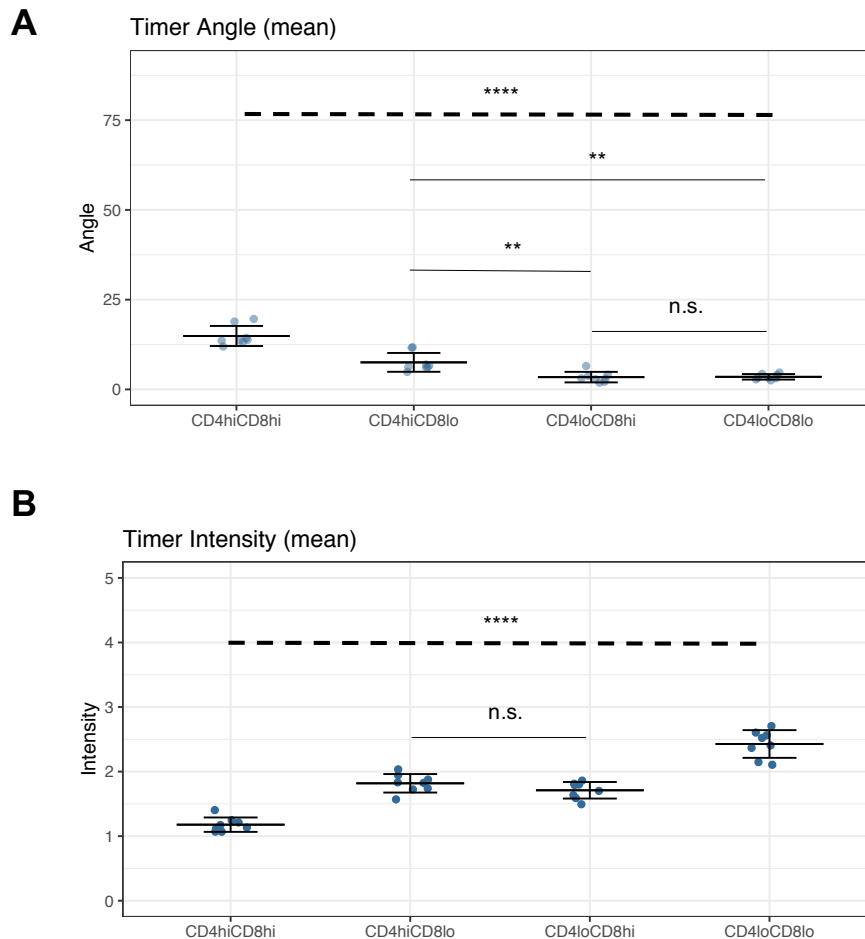 A
Timer Angle (mean)
****
75
**
50
Angle
**
n.s.
25
0
CD4hiCD8hi CD4hiCD8lo CD4loCD8hi CD4loCD8lo
B
Timer Intensity (mean)
5
****
4
3
n.s.
Intensity
2
1
0
CD4hiCD8hi CD4hiCD8lo CD4loCD8hi CD4loCD8lo